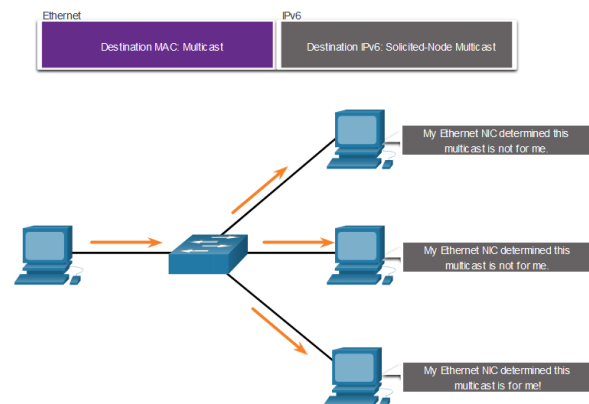 Ethernet
IPv6
Destination MAC: Multicast
Destination IPv6: Solicited-Node Multicast
My Ethernet NIC determined this
multicast is not for me.
My Ethernet NIC determined this
multicast is not for me.
My Ethernet NIC determined this
multicast is for me!